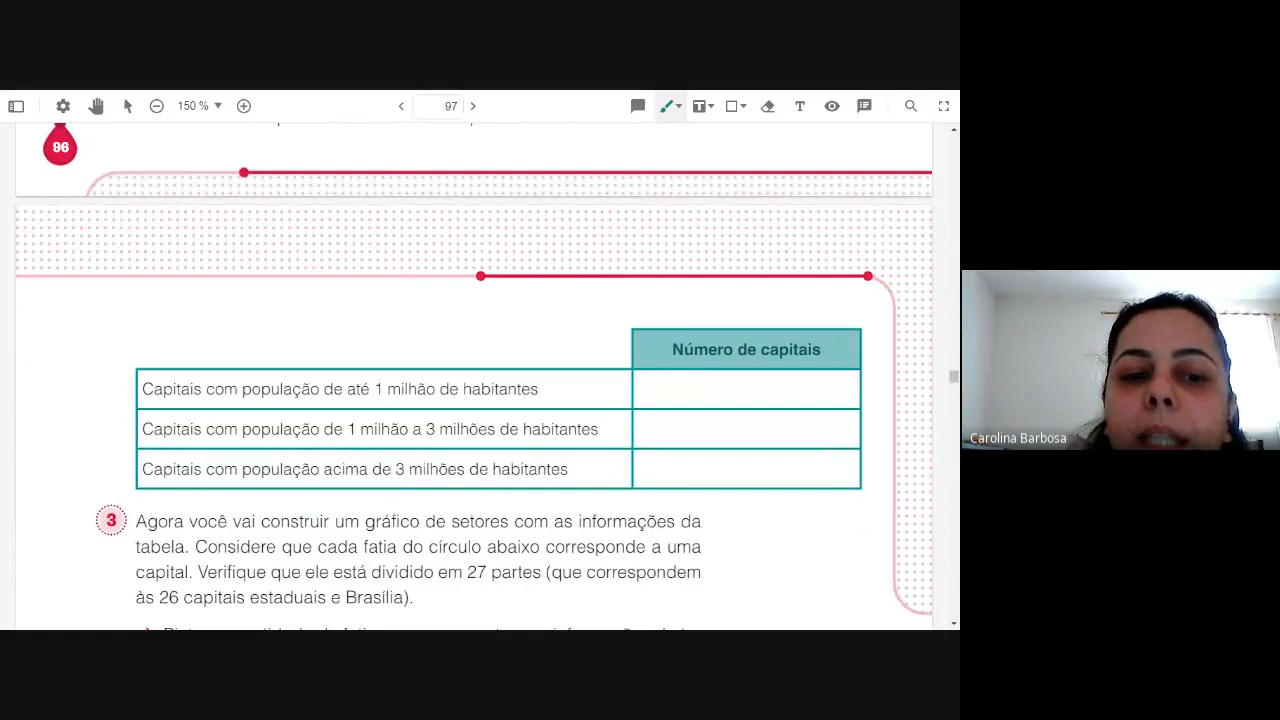 150 %
97
96
Número de capitais
Capitais com população de até 1 milhão de habitantes
Capitais com população de 1 milhão a 3 milhões de habitantes
Capitais com população acima de 3 milhões de habitantes
3 Agora você vai construir um gráfico de setores com as informações da
tabela. Considere que cada fatia do círculo abaixo corresponde a uma
capital. Verifique que ele está dividido em 27 partes (que correspondem
às 26 capitais estaduais e Brasília).
Carolina Barbosa